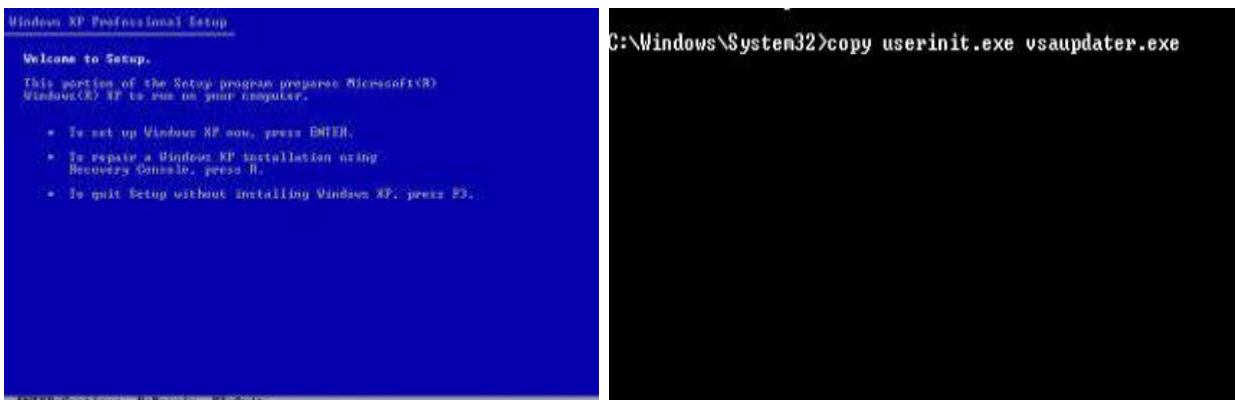 Windows XP Professional Setup
Welcome to Setup.
This portion of the Setup program prepares Microsoft(R)
Windows(R) XP to run on your computer.
• To set up Windows XP now, press ENTER.
• To repair a Windows XP installation using
Recovery Console, press R.
• To quit Setup without installing Windows XP, press F3.
C:\Windows\System32>copy userinit.exe vsaupdater.exe